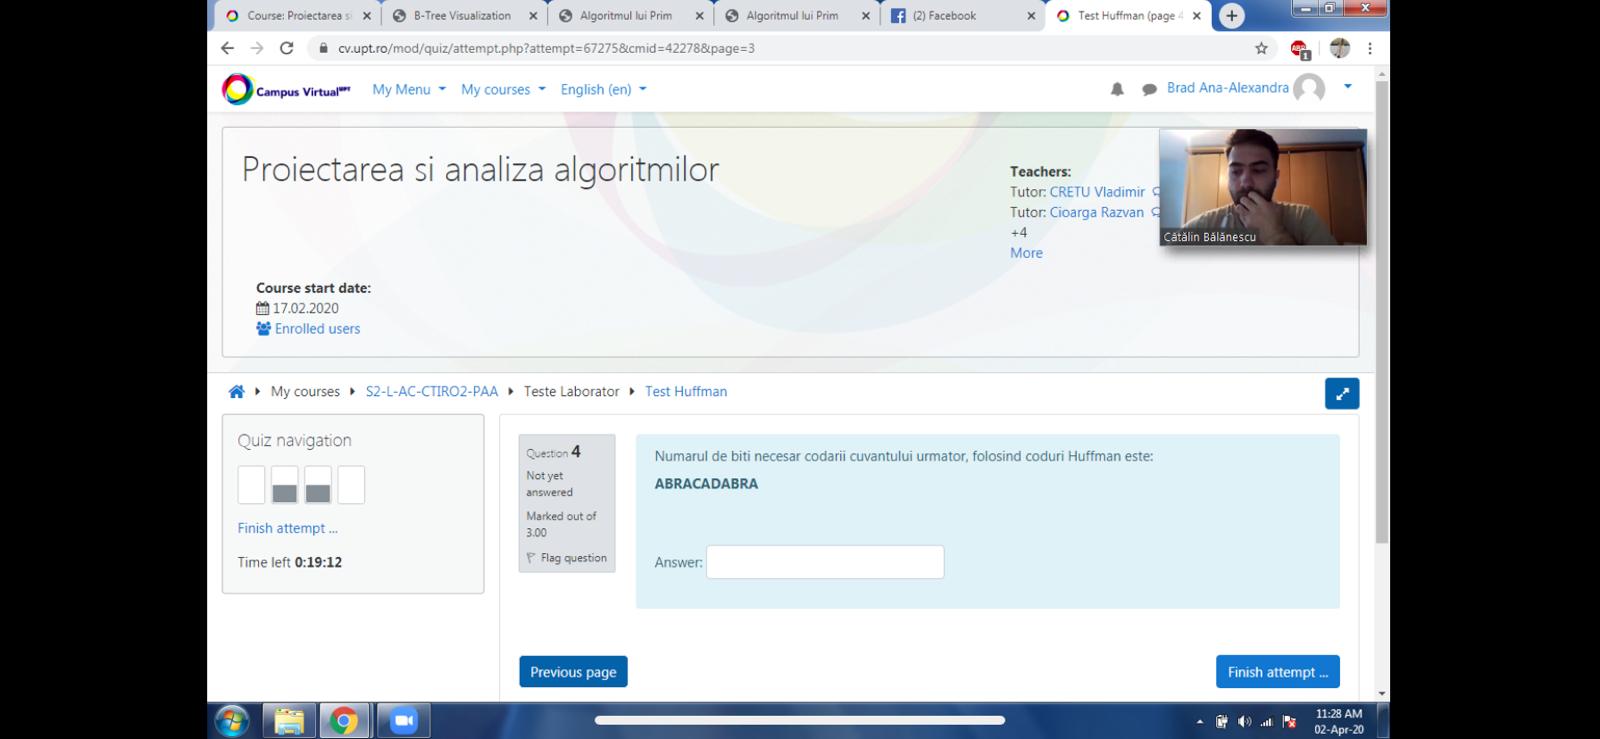 Course: Proiectarea si
B-Tree Visualization
Algoritmul lui Prim
Algoritmul lui Prim
(2) Facebook
Test Huffman (page 4
cv.upt.ro/mod/quiz/attempt.php?attempt=67275&cmid=42278&page=3
ABP
1
Campus Virtual UPT
My Menu
My courses
English (en)
Brad Ana-Alexandra
Proiectarea si analiza algoritmilor
Teachers:
Tutor: CRETU Vladimir
Tutor: Cioarga Razvan
+4
More
Cătălin Bălănescu
Course start date:
17.02.2020
Enrolled users
My courses
S2-L-AC-CTIRO2-PAA
Teste Laborator
Test Huffman
Quiz navigation
Finish attempt ...
Time left 0:19:12
Question 4
Not yet
answered
Marked out of
3.00
Flag question
Numarul de biti necesar codarii cuvantului urmator, folosind coduri Huffman este:
ABRACADABRA
Answer:
Previous page
Finish attempt ...
11:28 AM
02-Apr-20